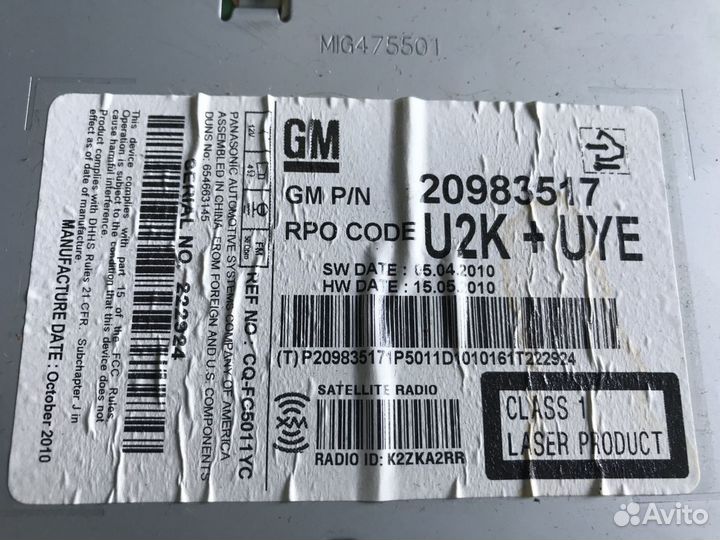 MIG475501
GM
GM P/N 20983517
RPO CODE U2K + UYE
SW DATE : 05.04.2010
HW DATE : 15.05.2010
(T)P209835171P5011D1010161T222924
SATELLITE RADIO
RADIO ID: K2ZKA2RR
CLASS 1
LASER PRODUCT
12V
FM
REF NO.: CQ-FC5011YC
PANASONIC AUTOMOTIVE SYSTEMS COMPANY OF AMERICA
ASSEMBLED IN CHINA, FROM FOREIGN AND U.S. COMPONENTS
DUNS No: 654663145
SERIAL NO. 222924
This device complies with part 15 of the FCC Rules.
Operation is subject to the condition that this device does not
cause harmful interference.
Product complies with DHHS Rules 21 CFR. Subchapter J in
effect as of date of manufacture.
MANUFACTURE DATE : October 2010
Avito